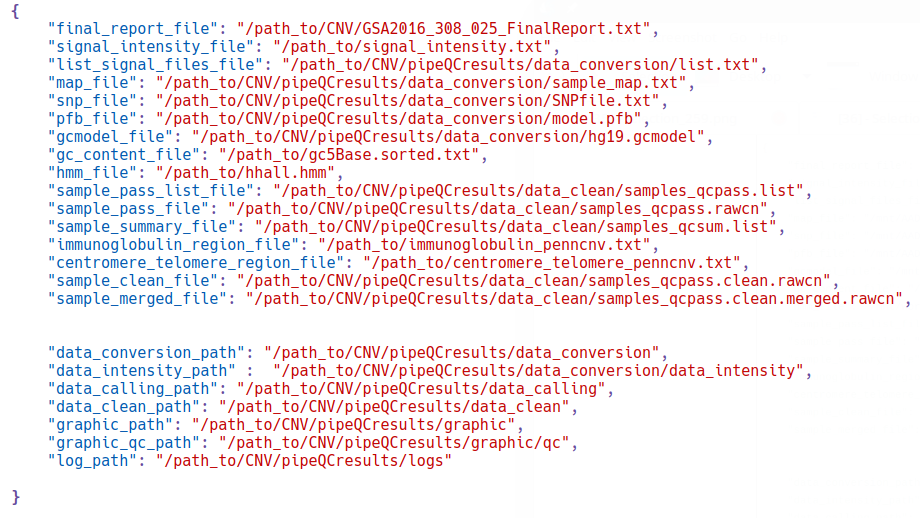 {
"final_report_file": "/path_to/CNV/GSA2016_308_025_FinalReport.txt",
"signal_intensity_file": "/path_to/signal_intensity.txt",
"list_signal_files_file": "/path_to/CNV/pipeQCresults/data_conversion/list.txt",
"map_file": "/path_to/CNV/pipeQCresults/data_conversion/sample_map.txt",
"snp_file": "/path_to/CNV/pipeQCresults/data_conversion/SNPfile.txt",
"pfb_file": "/path_to/CNV/pipeQCresults/data_conversion/model.pfb",
"gcmodel_file": "/path_to/CNV/pipeQCresults/data_conversion/hg19.gcmodel",
"gc_content_file": "/path_to/gc5Base.sorted.txt",
"hmm_file": "/path_to/hhall.hmm",
"sample_pass_list_file": "/path_to/CNV/pipeQCresults/data_clean/samples_qcpass.list",
"sample_pass_file": "/path_to/CNV/pipeQCresults/data_clean/samples_qcpass.rawcn",
"sample_summary_file": "/path_to/CNV/pipeQCresults/data_clean/samples_qcsum.list",
"immunoglobulin_region_file": "/path_to/immunoglobulin_penncnv.txt",
"centromere_telomere_region_file": "/path_to/centromere_telomere_penncnv.txt",
"sample_clean_file": "/path_to/CNV/pipeQCresults/data_clean/samples_qcpass.clean.rawcn",
"sample_merged_file": "/path_to/CNV/pipeQCresults/data_clean/samples_qcpass.clean.merged.rawcn",
"data_conversion_path": "/path_to/CNV/pipeQCresults/data_conversion",
"data_intensity_path" :  "/path_to/CNV/pipeQCresults/data_conversion/data_intensity",
"data_calling_path": "/path_to/CNV/pipeQCresults/data_calling",
"data_clean_path": "/path_to/CNV/pipeQCresults/data_clean",
"graphic_path": "/path_to/CNV/pipeQCresults/graphic",
"graphic_qc_path": "/path_to/CNV/pipeQCresults/graphic/qc",
"log_path": "/path_to/CNV/pipeQCresults/logs"
}